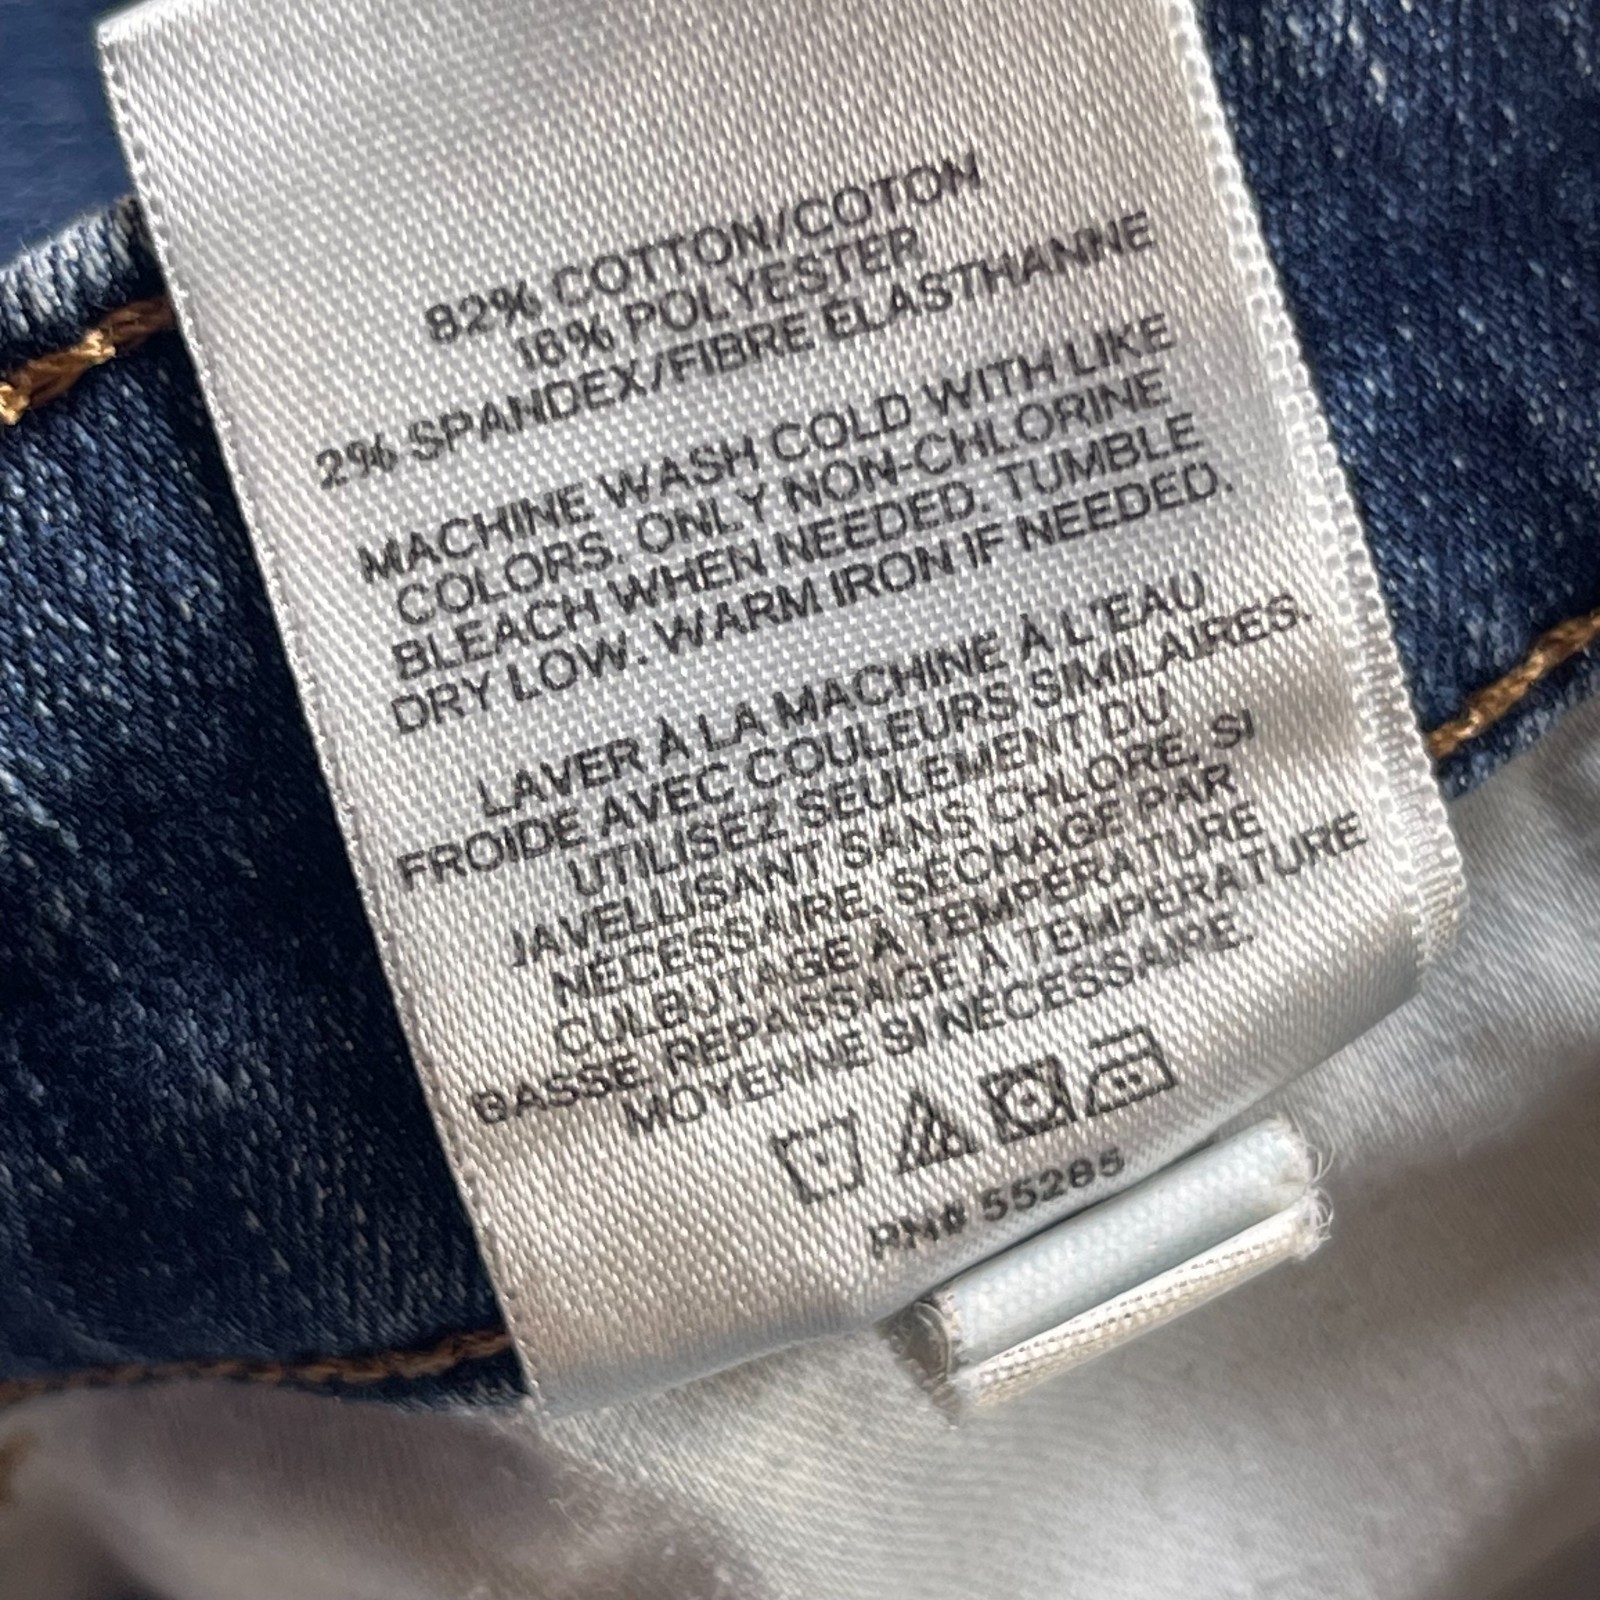 82% COTTON/COTON
16% POLYESTER
2% SPANDEX/FIBRE ELASTHANNE
MACHINE WASH COLD WITH LIKE
COLORS. ONLY NON-CHLORINE
BLEACH WHEN NEEDED. TUMBLE
DRY LOW. WARM IRON IF NEEDED.
LAVER À LA MACHINE À L'EAU
FROIDE AVEC COULEURS SIMILAIRES.
UTILISEZ SEULEMENT DU
JAVELLISANT SANS CHLORE, SI
NÉCESSAIRE. SÉCHAGE PAR
CULBUTAGE À TEMPÉRATURE
BASSE. REPASSAGE À TEMPÉRATURE
MOYENNE SI NÉCESSAIRE.
RN# 55285